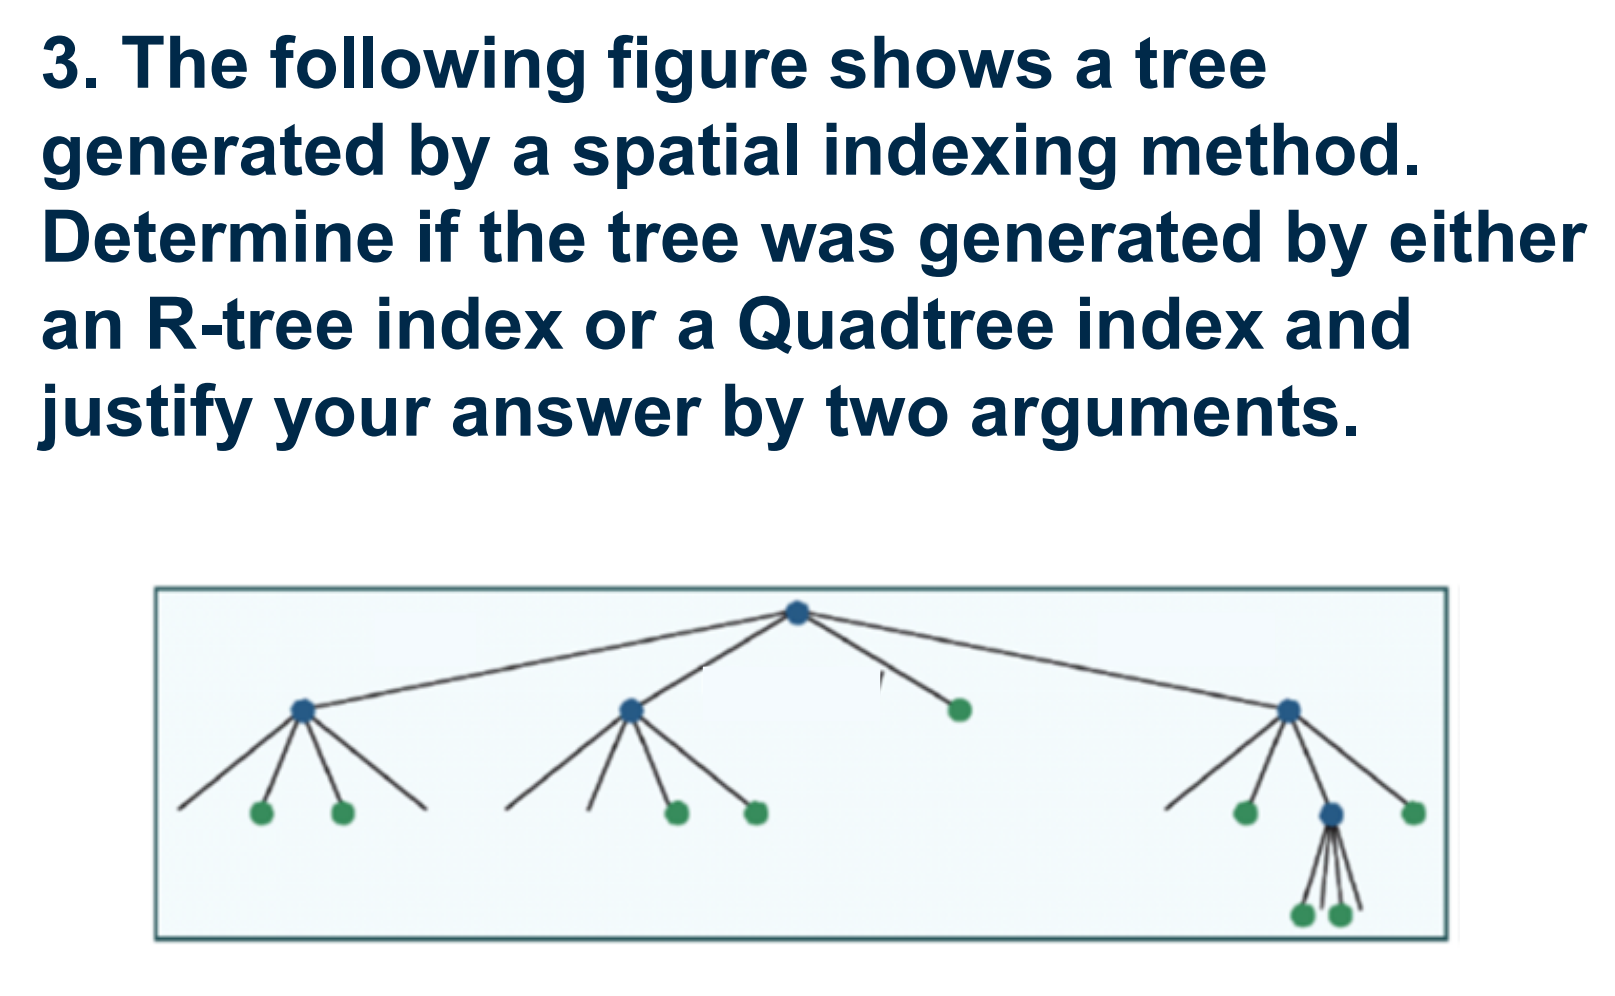 3. The following figure shows a tree
generated by a spatial indexing method.
Determine if the tree was generated by either
an R-tree index or a Quadtree index and
justify your answer by two arguments.